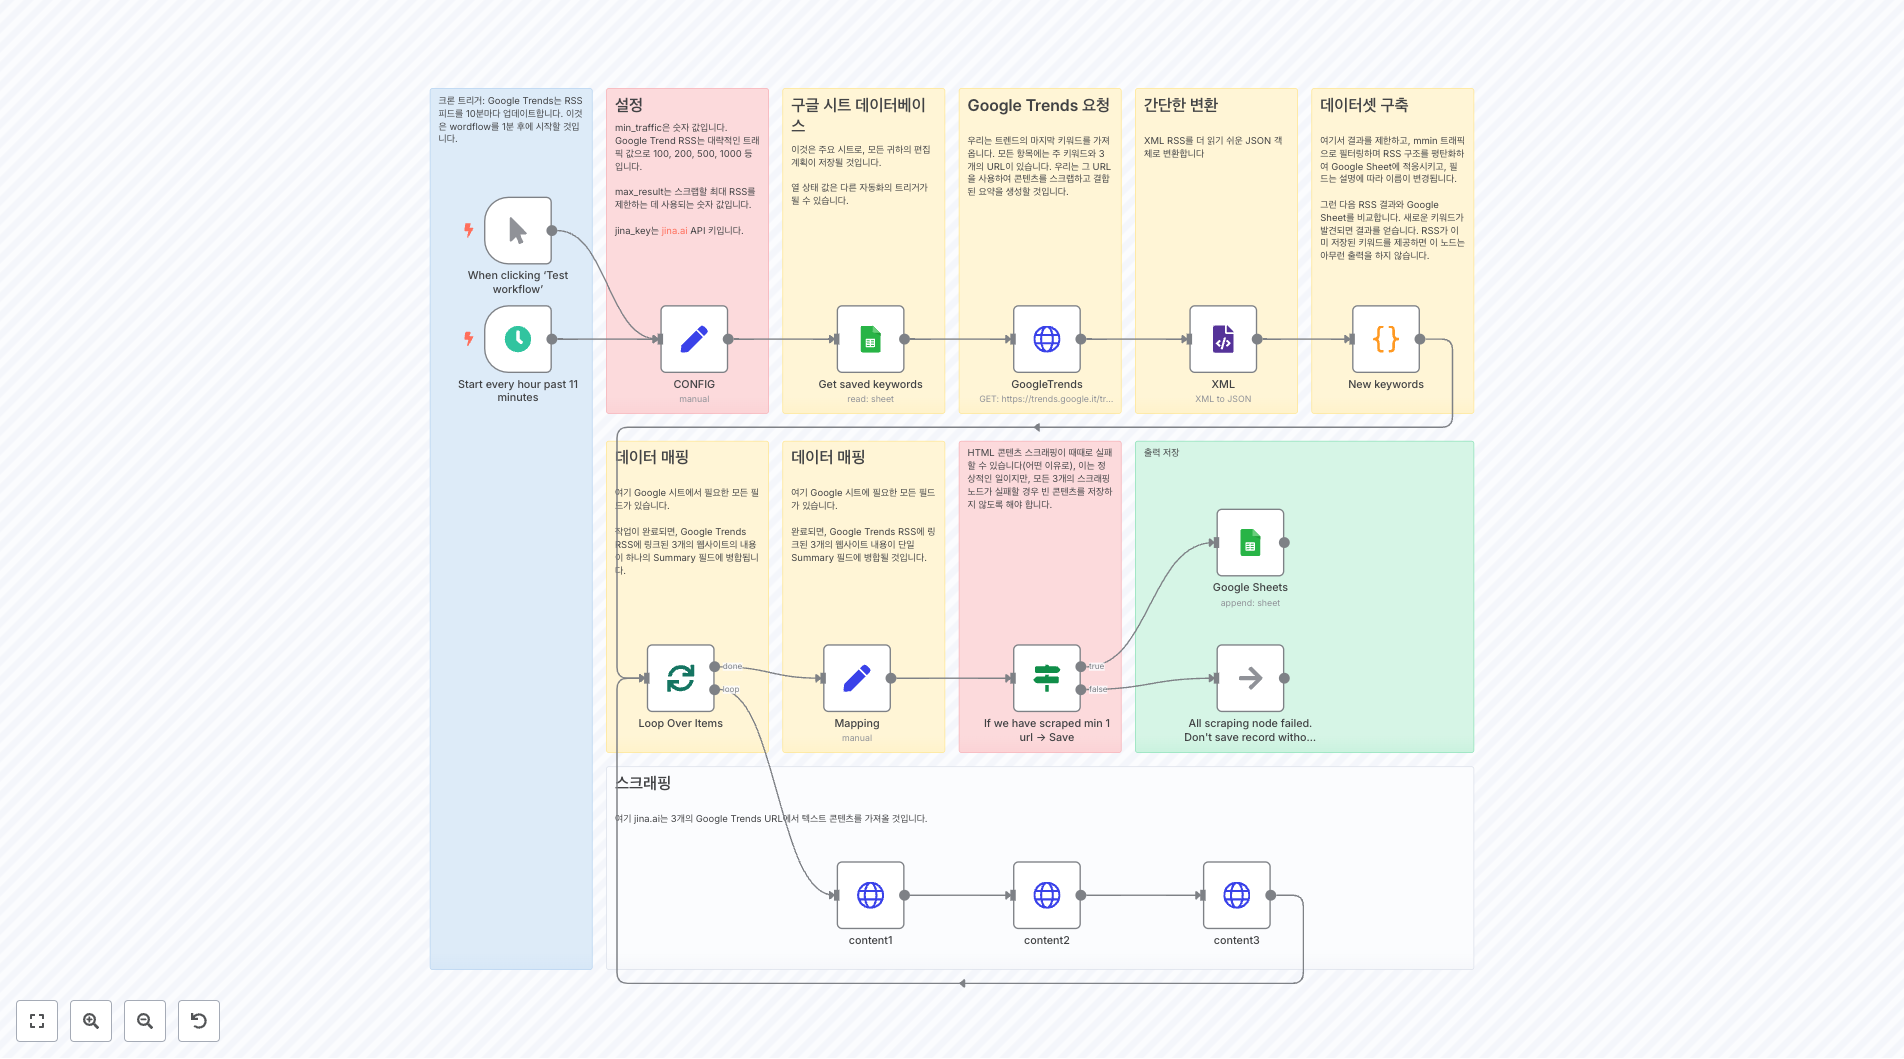 크론 트리거: Google Trends는 RSS
피드를 10분마다 업데이트합니다. 이것
은 wordflow를 1분 후에 시작할 것입
니다.
When clicking ‘Test
workflow’
Start every hour past 11
minutes
설정
min_traffic은 숫자 값입니다.
Google Trend RSS는 대략적인 트래
픽 값으로 100, 200, 500, 1000 등
입니다.
max_result는 스크랩할 최대 RSS를
제한하는 데 사용되는 숫자 값입니다.
jina_key는 jina.ai API 키입니다.
CONFIG
manual
구글 시트 데이터베이
스
이것은 주요 시트로, 모든 귀하의 편집
계획이 저장될 것입니다.
열 상태 값은 다른 자동화의 트리거가
될 수 있습니다.
Get saved keywords
read: sheet
Google Trends 요청
우리는 트렌드의 마지막 키워드를 가져
옵니다. 모든 항목에는 주 키워드와 3
개의 URL이 있습니다. 우리는 그 URL
을 사용하여 콘텐츠를 스크랩하고 결합
된 요약을 생성할 것입니다.
GoogleTrends
GET: https://trends.google.it/tr...
간단한 변환
XML RSS를 더 읽기 쉬운 JSON 객
체로 변환합니다
XML
XML to JSON
데이터셋 구축
여기서 결과를 제한하고, mmin 트래픽
으로 필터링하며 RSS 구조를 평탄화하
여 Google Sheet에 적응시키고, 필
드는 설명에 따라 이름이 변경됩니다.
그런 다음 RSS 결과와 Google
Sheet를 비교합니다. 새로운 키워드가
발견되면 결과를 얻습니다. RSS가 이
미 저장된 키워드를 제공하면 이 노드는
아무런 출력을 하지 않습니다.
New keywords
데이터 매핑
여기 Google 시트에서 필요한 모든 필
드가 있습니다.
작업이 완료되면, Google Trends
RSS에 링크된 3개의 웹사이트의 내용
이 하나의 Summary 필드에 병합됩니
다.
done
loop
Loop Over Items
데이터 매핑
여기 Google 시트에 필요한 모든 필드
가 있습니다.
완료되면, Google Trends RSS에 링
크된 3개의 웹사이트 내용이 단일
Summary 필드에 병합될 것입니다.
Mapping
manual
HTML 콘텐츠 스크래핑이 때때로 실패
할 수 있습니다(어떤 이유로), 이는 정
상적인 일이지만, 모든 3개의 스크래핑
노드가 실패할 경우 빈 콘텐츠를 저장하
지 않도록 해야 합니다.
true
false
If we have scraped min 1
url → Save
출력 저장
Google Sheets
append: sheet
All scraping node failed.
Don't save record witho...
스크래핑
여기 jina.ai는 3개의 Google Trends URL에서 텍스트 콘텐츠를 가져올 것입니다.
content1
content2
content3